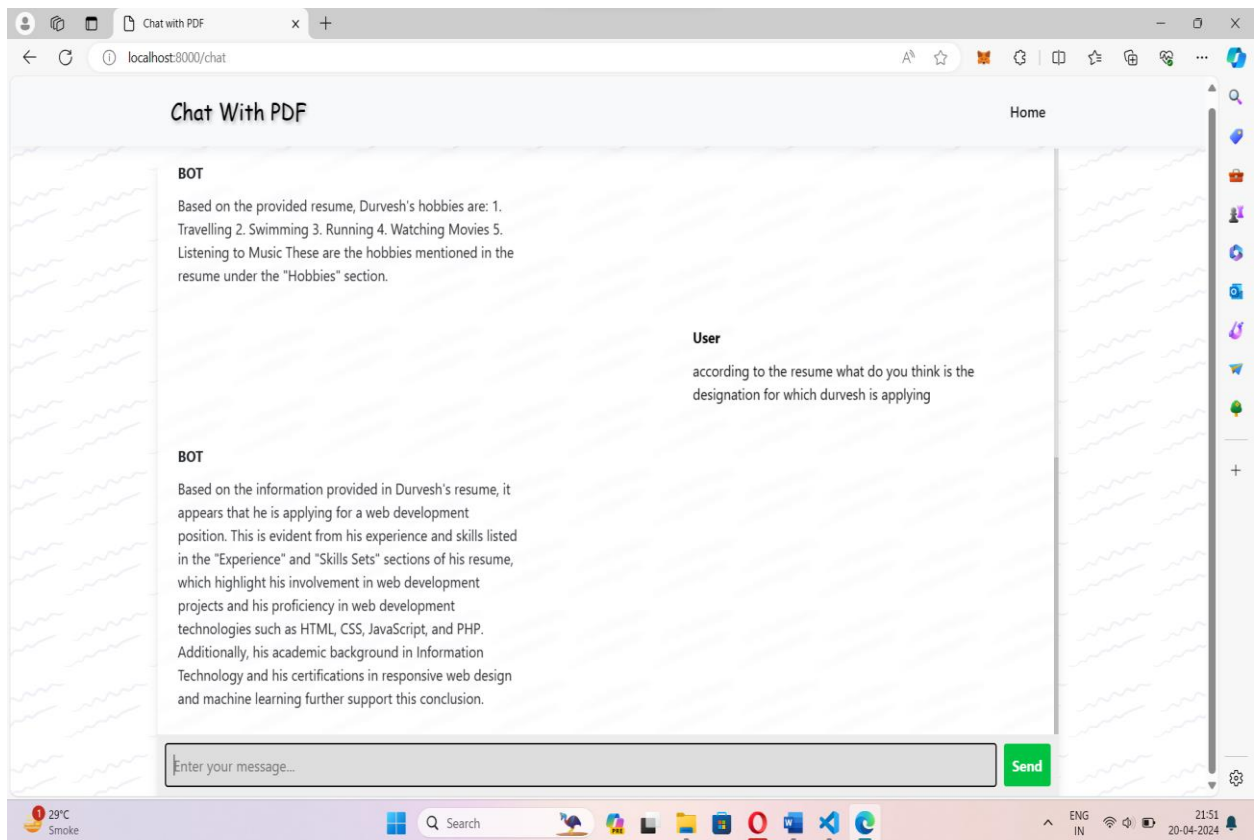 Chat with PDF
localhost:8000/chat
Chat With PDF
Home
BOT
Based on the provided resume, Durvesh's hobbies are: 1.
Travelling 2. Swimming 3. Running 4. Watching Movies 5.
Listening to Music These are the hobbies mentioned in the
resume under the "Hobbies" section.
User
according to the resume what do you think is the
designation for which durvesh is applying
BOT
Based on the information provided in Durvesh's resume, it
appears that he is applying for a web development
position. This is evident from his experience and skills listed
in the "Experience" and "Skills Sets" sections of his resume,
which highlight his involvement in web development
projects and his proficiency in web development
technologies such as HTML, CSS, JavaScript, and PHP.
Additionally, his academic background in Information
Technology and his certifications in responsive web design
and machine learning further support this conclusion.
Enter your message...
Send
1
29°C
Smoke
Search
PRE
ENG
IN
21:51
20-04-2024